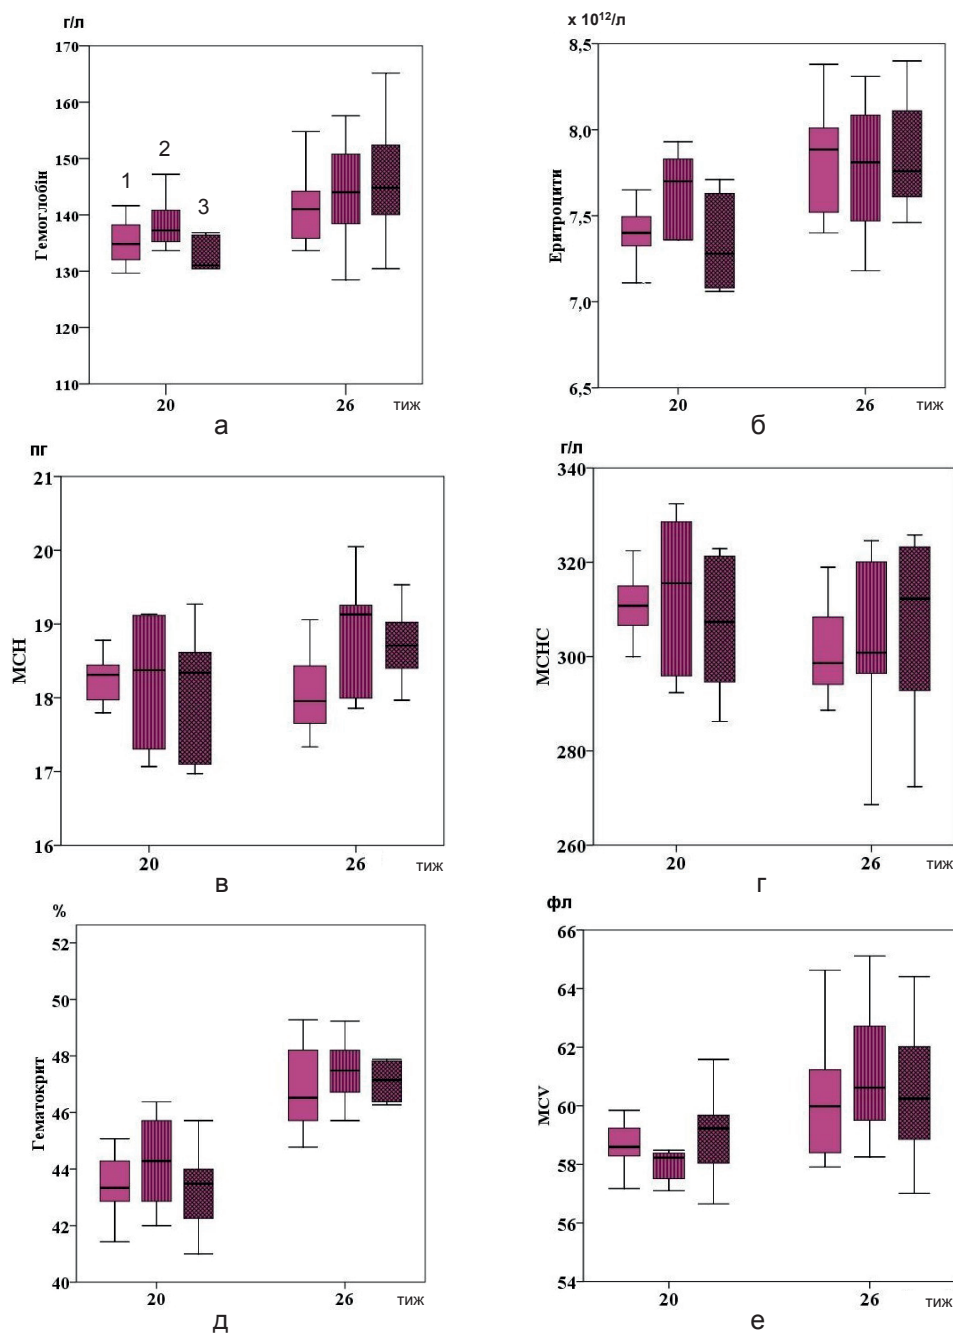 г/л
170
160
150
140
130
120
110
Гемоглобін
1
2
3
20
26
тиж
а
x 10¹²/л
8,5
8,0
7,5
7,0
6,5
Еритроцити
20
26
тиж
б
пг
21
20
19
18
17
16
MCH
20
26
тиж
в
г/л
340
320
300
280
260
MCHC
20
26
тиж
г
%
52
50
48
46
44
42
40
Гематокрит
20
26
тиж
д
фл
66
64
62
60
58
56
54
MCV
20
26
тиж
е